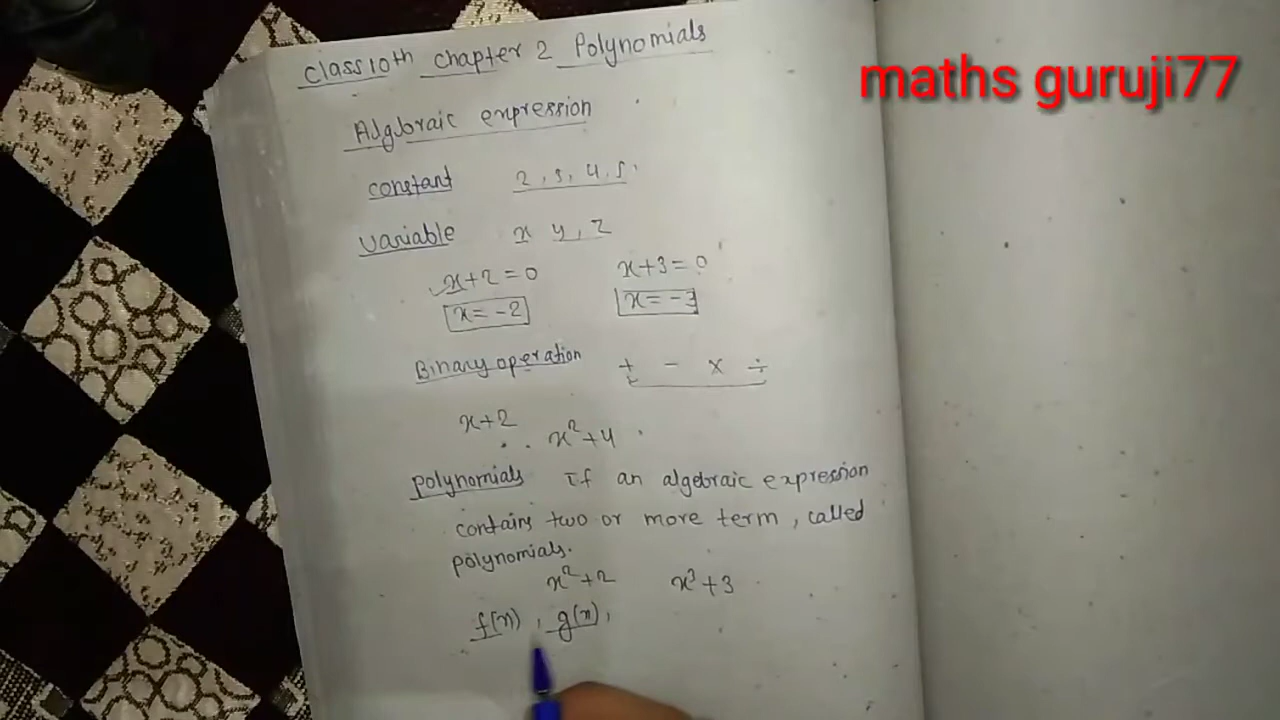 class 10th chapter 2 Polynomials
maths guruji77
Algebraic expression
constant 2, 3, 4, 5
variable x y, z
x+2=0 x+3=0
x=-2 x=-3
Binary operation + - × ÷
x+2
x²+4
polynomials If an algebraic expression
contains two or more term, called
polynomials.
x²+2 x³+3
f(x), g(x),